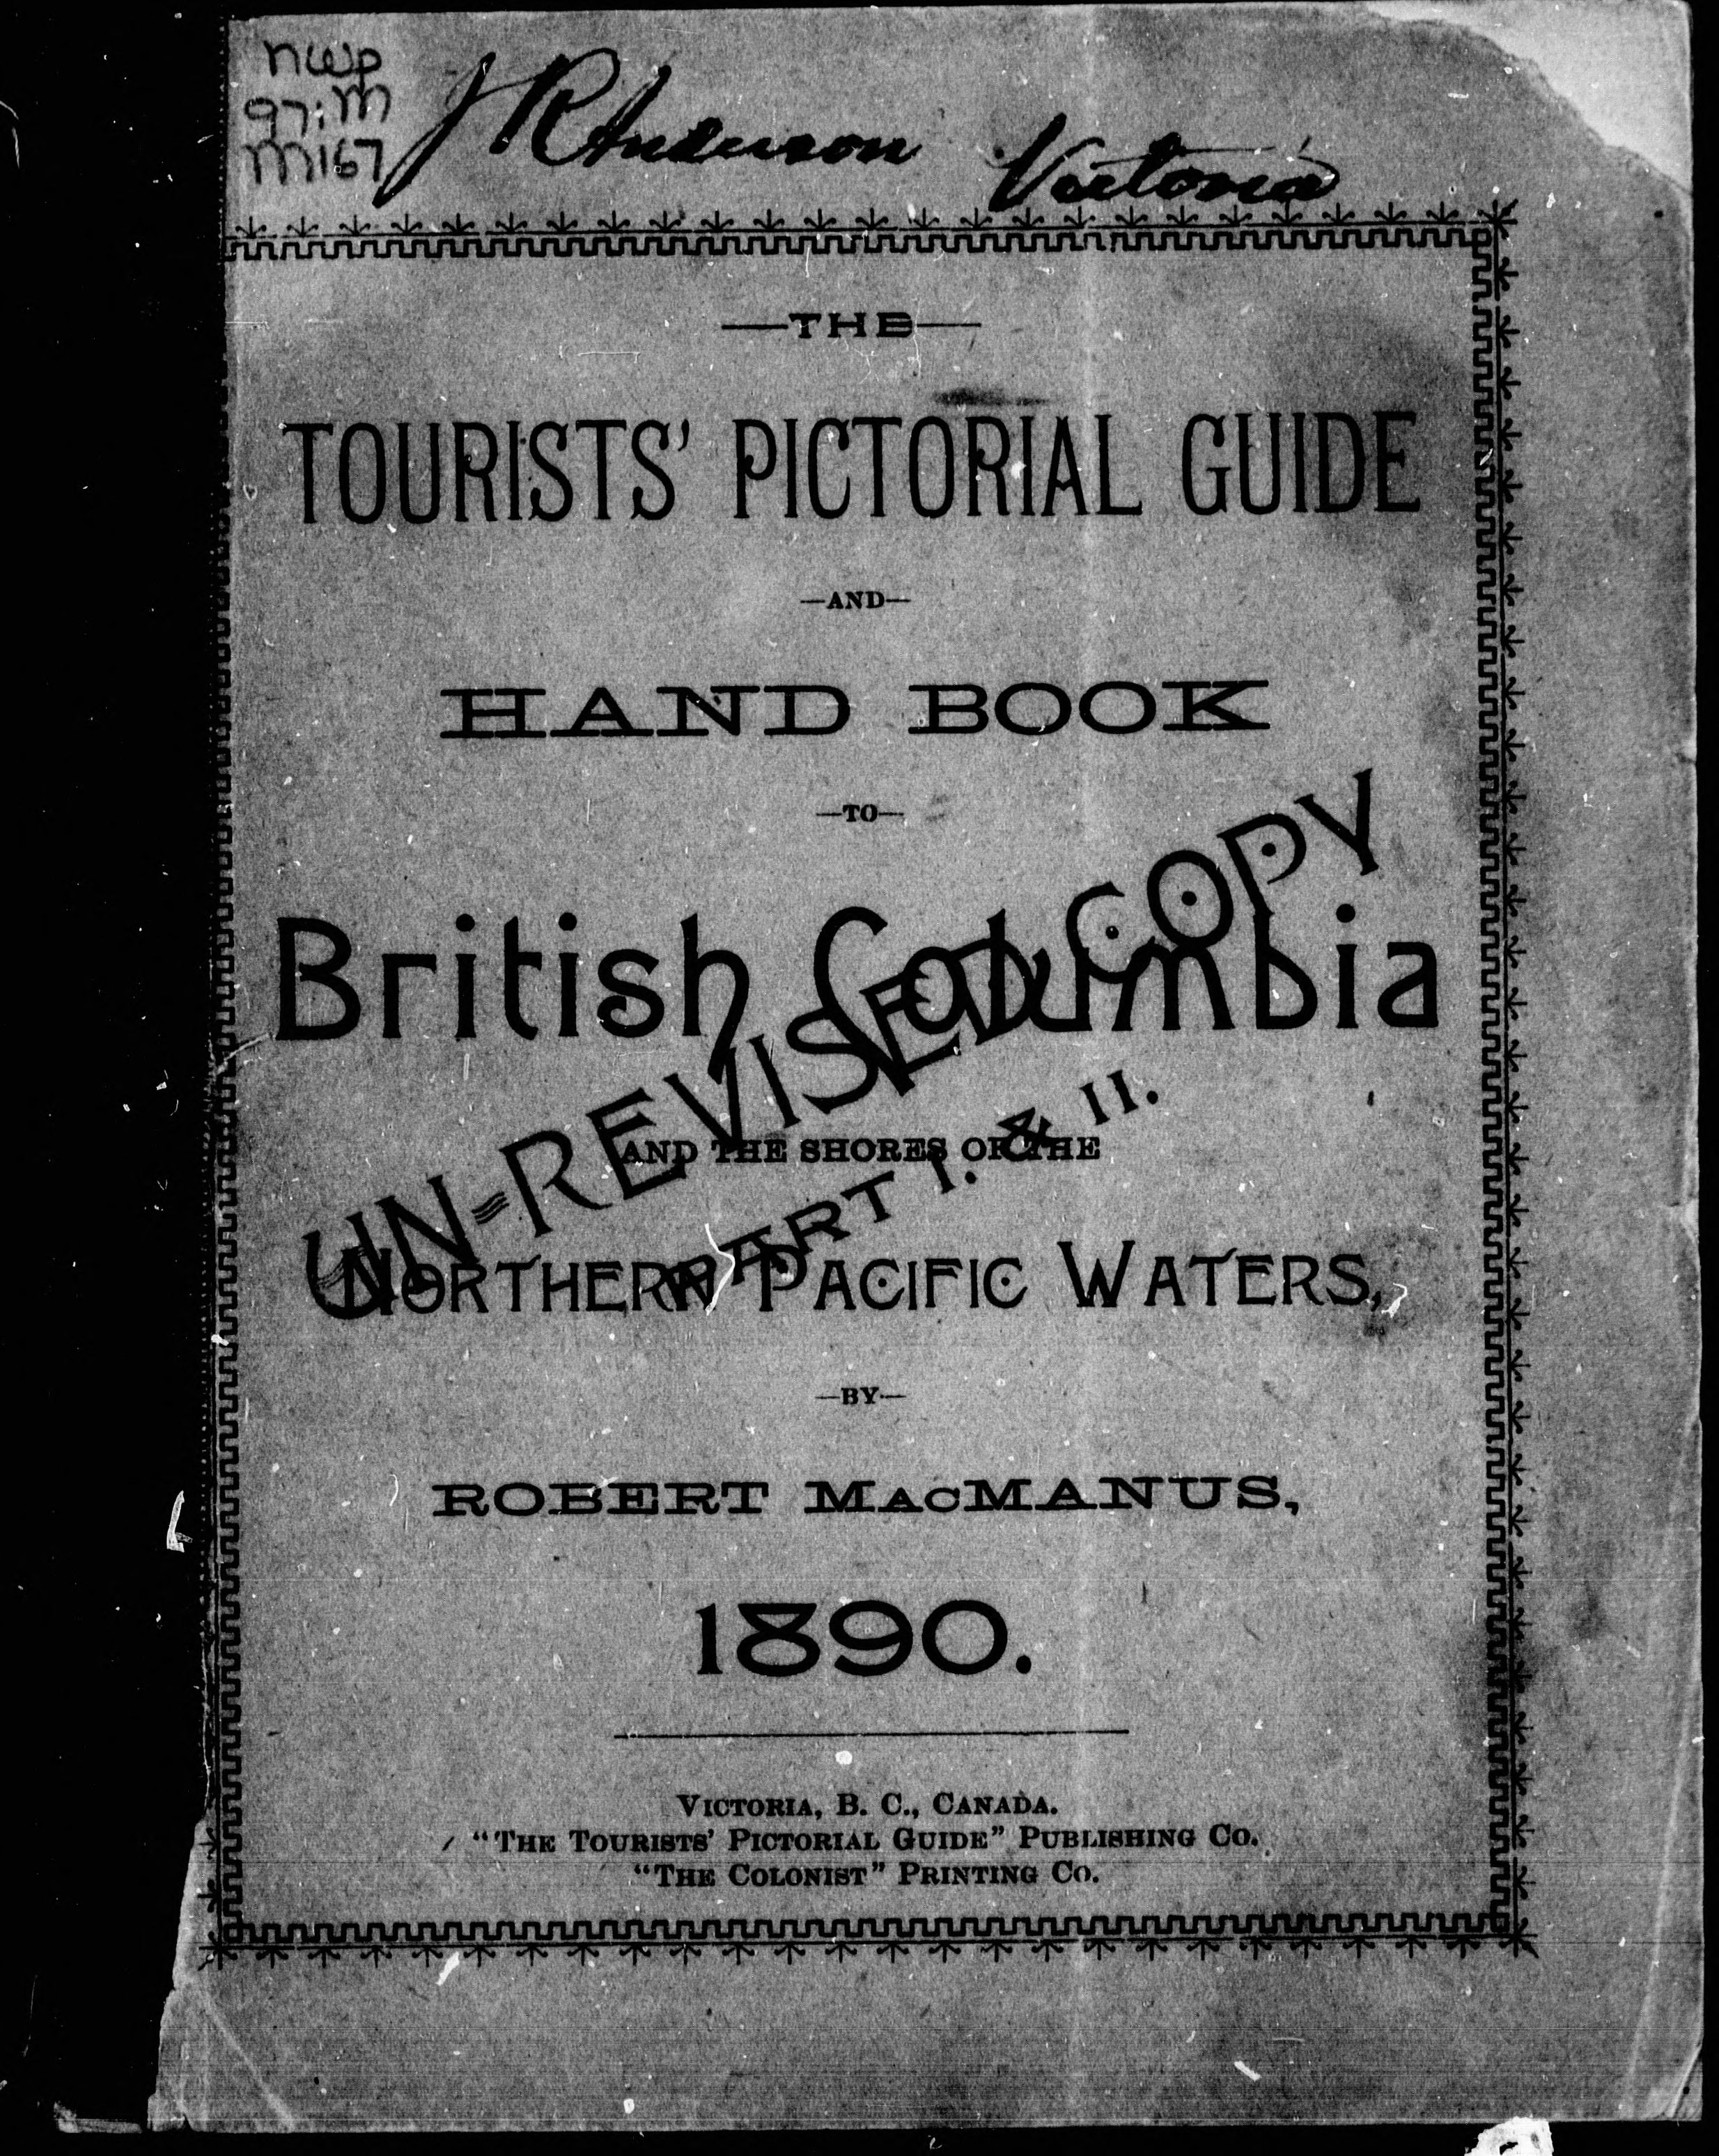 nwp
97:M
M167
J R Anderson Victoria
—THE—
TOURISTS' PICTORIAL GUIDE
—AND—
HAND BOOK
—TO—
British Columbia
UN-REVISED COPY
PART I. & II.
AND THE SHORES OF THE
NORTHERN PACIFIC WATERS,
—BY—
ROBERT MACMANUS,
1890.
VICTORIA, B. C., CANADA.
"THE TOURISTS' PICTORIAL GUIDE" PUBLISHING CO.
"THE COLONIST" PRINTING CO.